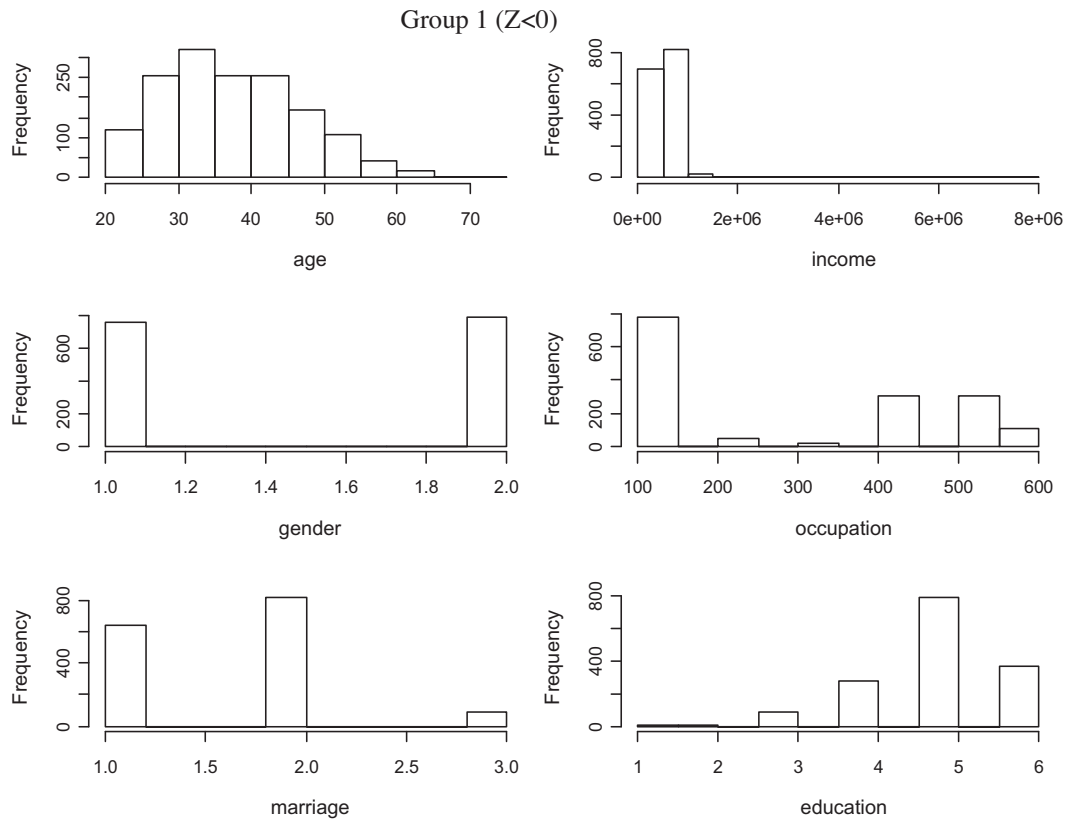 Group 1 (Z<0)
Frequency
0 100 250
20 30 40 50 60 70
age
Frequency
0 400 800
0e+00 2e+06 4e+06 6e+06 8e+06
income
Frequency
0 200 600
1.0 1.2 1.4 1.6 1.8 2.0
gender
Frequency
0 200 600
100 200 300 400 500 600
occupation
Frequency
0 400 800
1.0 1.5 2.0 2.5 3.0
marriage
Frequency
0 400 800
1 2 3 4 5 6
education